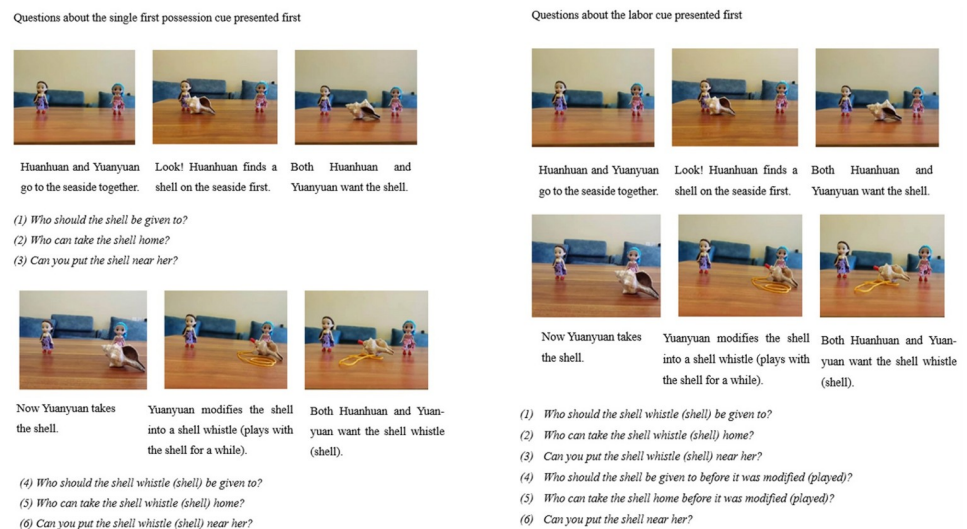 Questions about the single first possession cue presented first
Huanhuan and Yuanyuan
go to the seaside together.
Look! Huanhuan finds a
shell on the seaside first.
Both Huanhuan and
Yuanyuan want the shell.
(1) Who should the shell be given to?
(2) Who can take the shell home?
(3) Can you put the shell near her?
Now Yuanyuan takes
the shell.
Yuanyuan modifies the shell
into a shell whistle (plays with
the shell for a while).
Both Huanhuan and Yuan-
yuan want the shell whistle
(shell).
(4) Who should the shell whistle (shell) be given to?
(5) Who can take the shell whistle (shell) home?
(6) Can you put the shell whistle (shell) near her?
Questions about the labor cue presented first
Huanhuan and Yuanyuan
go to the seaside together.
Look! Huanhuan finds a
shell on the seaside first.
Both Huanhuan and
Yuanyuan want the shell.
Now Yuanyuan takes
the shell.
Yuanyuan modifies the shell
into a shell whistle (plays with
the shell for a while).
Both Huanhuan and Yuan-
yuan want the shell whistle
(shell).
(1) Who should the shell whistle (shell) be given to?
(2) Who can take the shell whistle (shell) home?
(3) Can you put the shell whistle (shell) near her?
(4) Who should the shell be given to before it was modified (played)?
(5) Who can take the shell home before it was modified (played)?
(6) Can you put the shell near her?